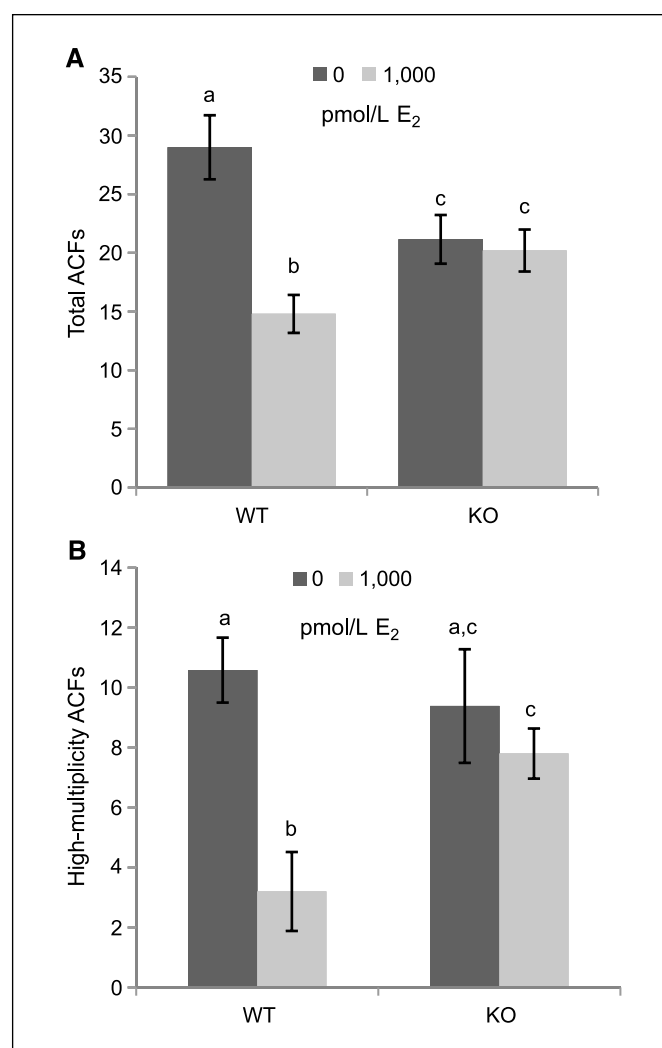 A
0 1,000
pmol/L E₂
35
30
25
20
15
10
5
0
Total ACFs
a
b
c
c
WT KO
B
0 1,000
pmol/L E₂
14
12
10
8
6
4
2
0
High-multiplicity ACFs
a
b
a,c
c
WT KO